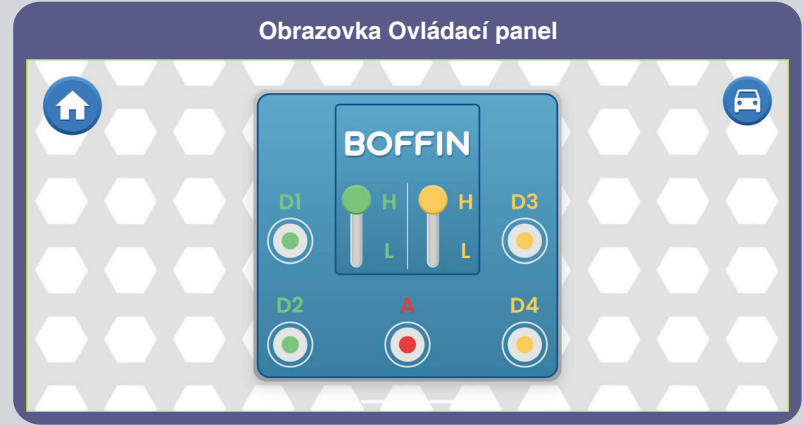 Obrazovka Ovládací panel
BOFFIN
D1
H
H
D3
L
L
D2
A
D4